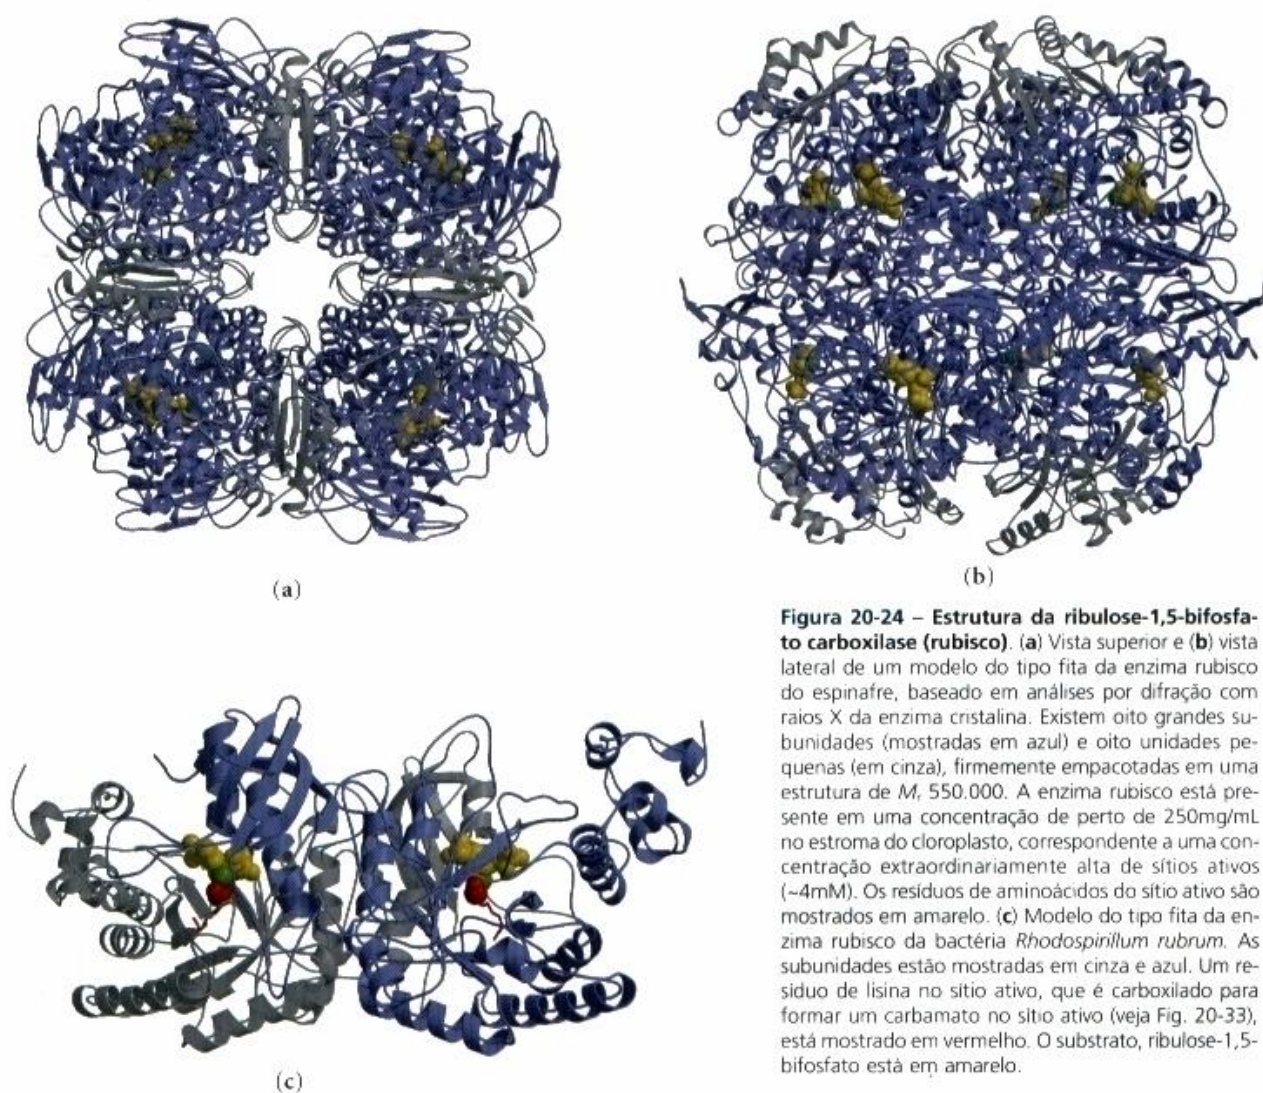 (a)
(b)
Figura 20-24 – Estrutura da ribulose-1,5-bifosfa-
to carboxilase (rubisco). (a) Vista superior e (b) vista
lateral de um modelo do tipo fita da enzima rubisco
do espinafre, baseado em análises por difração com
raios X da enzima cristalina. Existem oito grandes su-
bunidades (mostradas em azul) e oito unidades pe-
quenas (em cinza), firmemente empacotadas em uma
estrutura de Mr 550.000. A enzima rubisco está pre-
sente em uma concentração de perto de 250mg/mL
no estroma do cloroplasto, correspondente a uma con-
centração extraordinariamente alta de sítios ativos
(~4mM). Os resíduos de aminoácidos do sítio ativo são
mostrados em amarelo. (c) Modelo do tipo fita da en-
zima rubisco da bactéria Rhodospirillum rubrum. As
subunidades estão mostradas em cinza e azul. Um re-
síduo de lisina no sítio ativo, que é carboxilado para
formar um carbamato no sítio ativo (veja Fig. 20-33),
está mostrado em vermelho. O substrato, ribulose-1,5-
bifosfato está em amarelo.
(c)